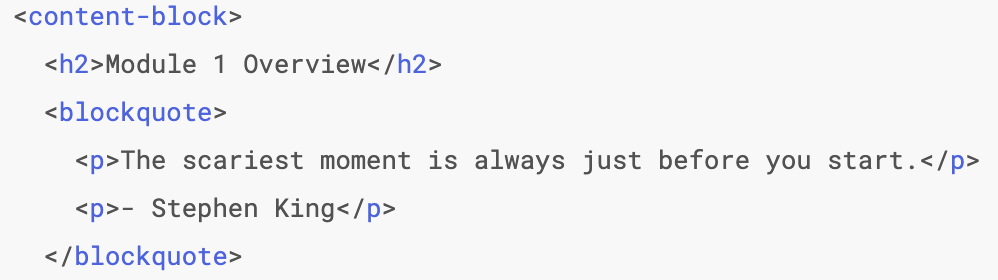 <content-block>
<h2>Module 1 Overview</h2>
<blockquote>
<p>The scariest moment is always just before you start.</p>
<p>- Stephen King</p>
</blockquote>